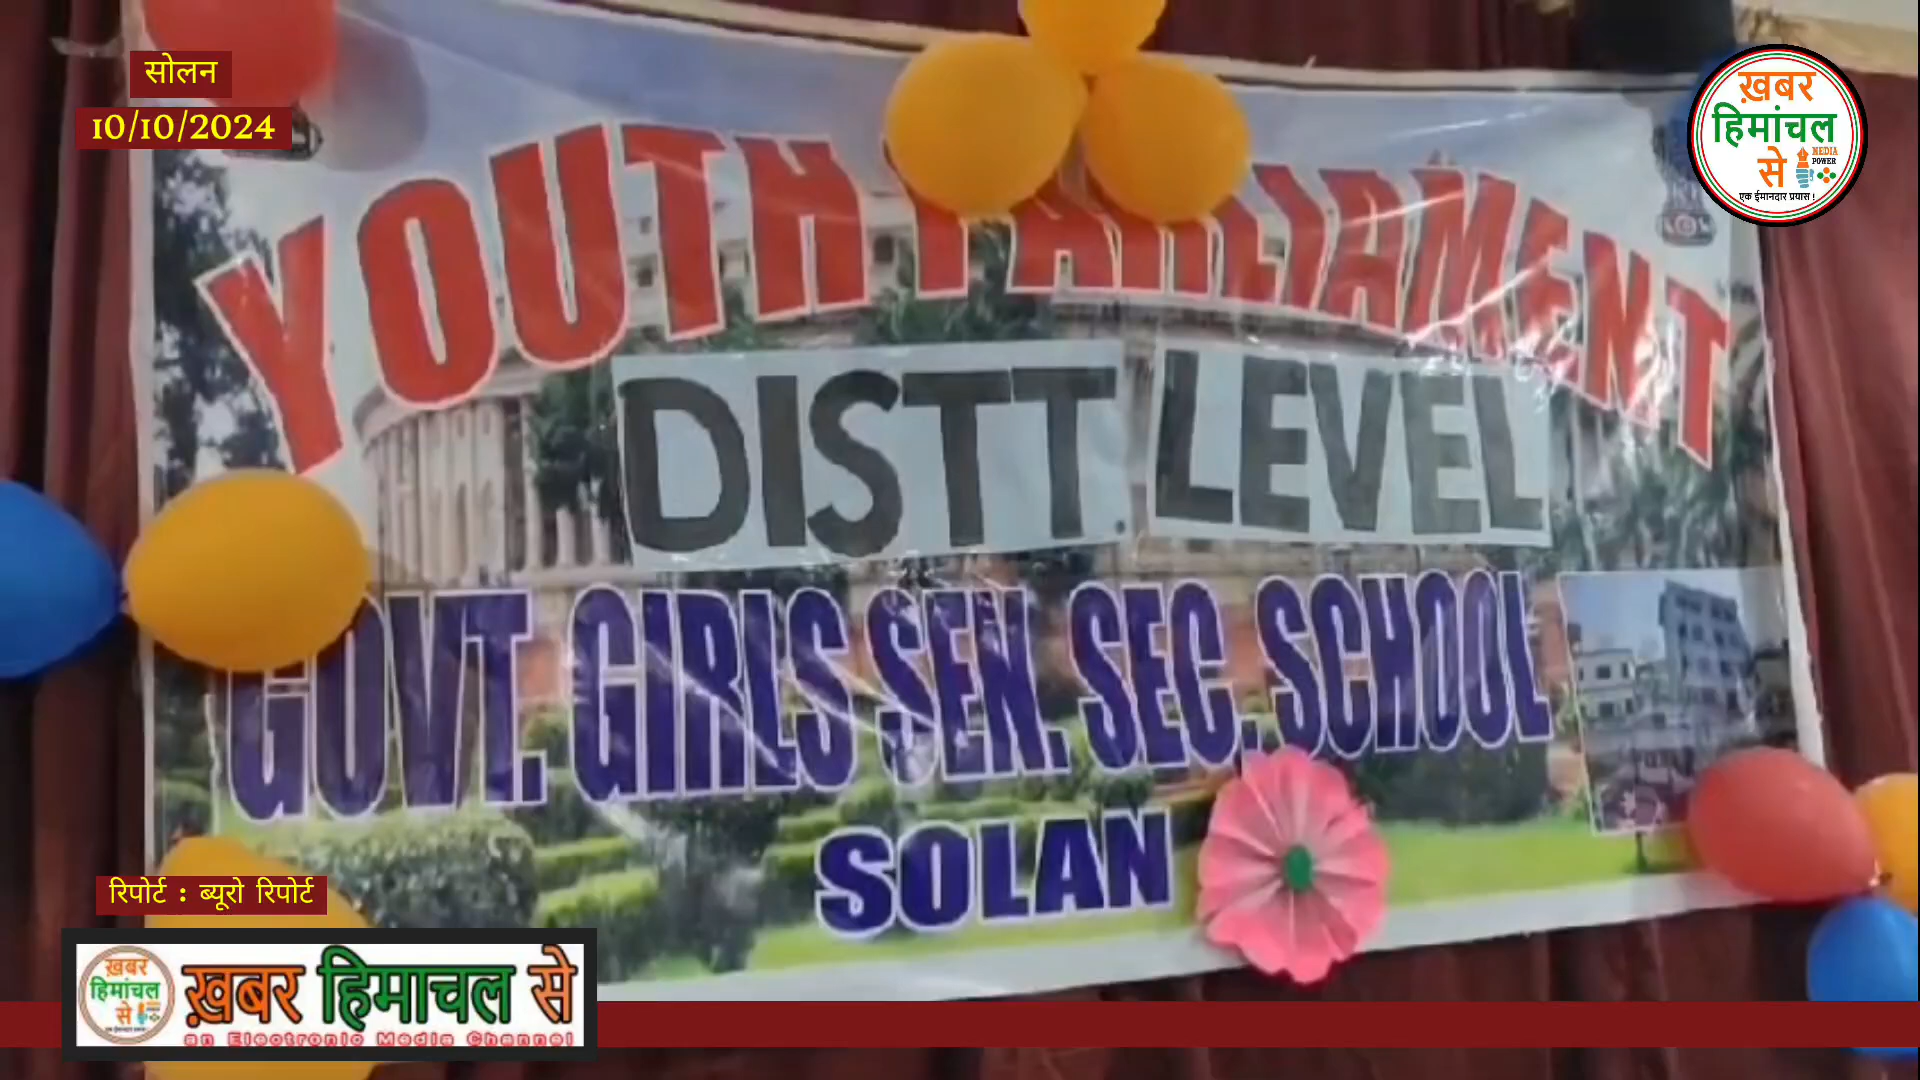 सोलन
10/10/2024
ख़बर
हिमांचल
से
MEDIA
POWER
एक ईमानदार प्रयास !
YOUTH PARLIAMENT
DISTT. LEVEL
GOVT. GIRLS SEN. SEC. SCHOOL
SOLAN
रिपोर्ट : ब्यूरो रिपोर्ट
ख़बर
हिमांचल
से
ख़बर हिमाचल से
an Electronic Media Channel